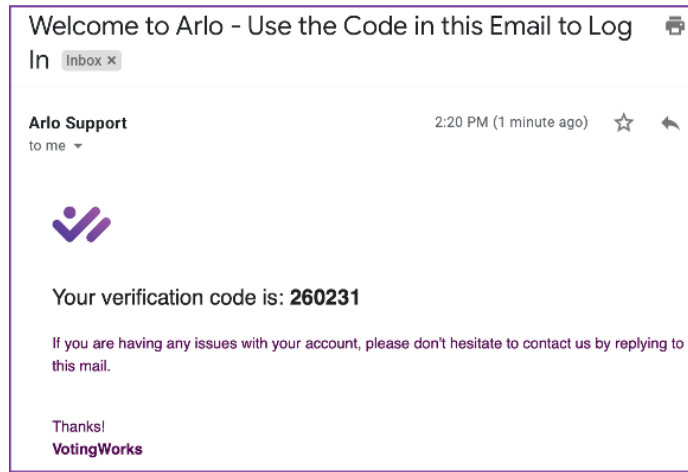 Welcome to Arlo - Use the Code in this Email to Log
In Inbox ×
Arlo Support 2:20 PM (1 minute ago)
to me
Your verification code is: 260231
If you are having any issues with your account, please don't hesitate to contact us by replying to
this mail.
Thanks!
VotingWorks